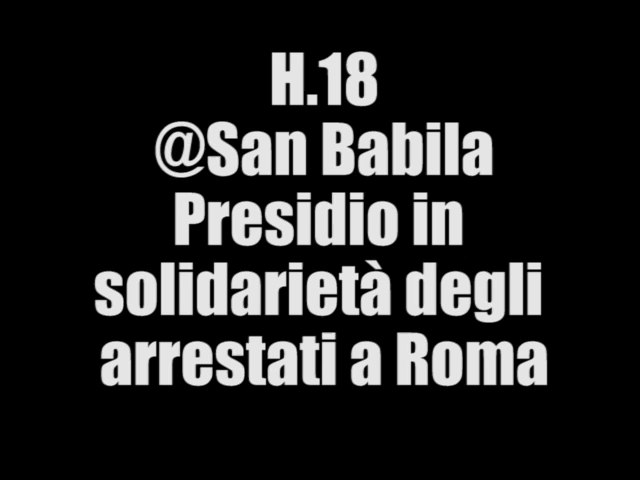 H.18
@San Babila
Presidio in
solidarietà degli
arrestati a Roma